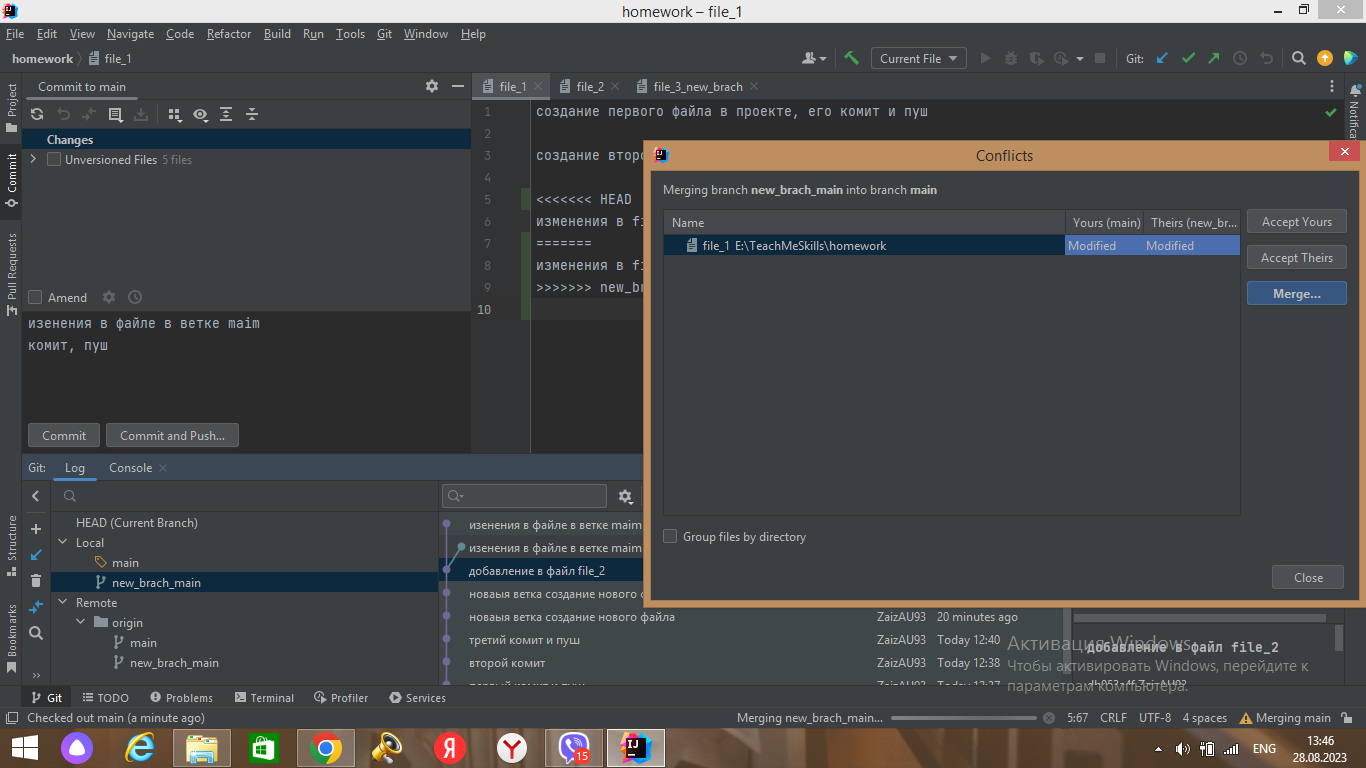 homework – file_1
File Edit View Navigate Code Refactor Build Run Tools Git Window Help
homework file_1
Current File
Git:
Project
Commit
Pull Requests
Structure
Bookmarks
Notifica
Commit to main
Changes
Unversioned Files 5 files
Amend
изенения в файле в ветке maim
комит, пуш
Commit Commit and Push...
file_1 file_2 file_3_new_brach
1 создание первого файла в проекте, его комит и пуш
2
3 создание второ
4
5 <<<<<<< HEAD
6 изменения в fi
7 =======
8 изменения в fi
9 >>>>>>> new_br
10
Conflicts
Merging branch new_brach_main into branch main
Name Yours (main) Theirs (new_br...
file_1 E:\TeachMeSkills\homework Modified Modified
Accept Yours
Accept Theirs
Merge...
Group files by directory
Close
Git: Log Console
HEAD (Current Branch)
Local
main
new_brach_main
Remote
origin
main
new_brach_main
изенения в файле в ветке maim
изенения в файле в ветке maim
добавление в файл file_2
новаыя ветка создание нового
новаыя ветка создание нового файла ZaizAU93 20 minutes ago
третий комит и пуш ZaizAU93 Today 12:40
второй комит ZaizAU93 Today 12:38
добавление в файл file_2
Активация Windows
Чтобы активировать Windows, перейдите к
параметрам компьютера.
Git TODO Problems Terminal Profiler Services
Checked out main (a minute ago) Merging new_brach_main... 5:67 CRLF UTF-8 4 spaces Merging main
15
ENG
13:46
28.08.2023